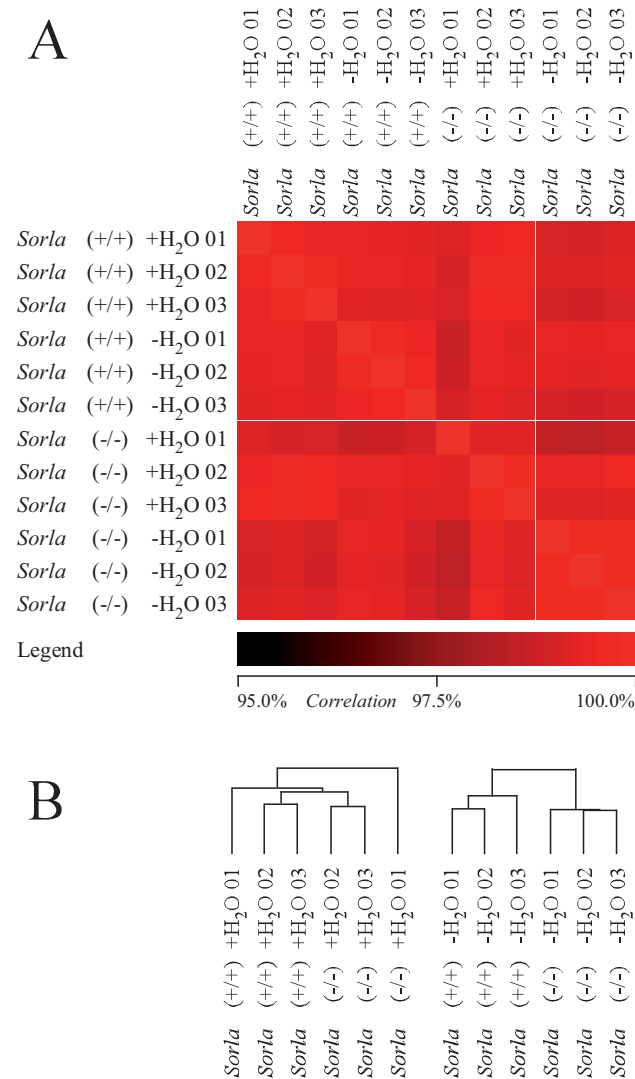 A
Sorla (+/+) +H₂O 01
Sorla (+/+) +H₂O 02
Sorla (+/+) +H₂O 03
Sorla (+/+) -H₂O 01
Sorla (+/+) -H₂O 02
Sorla (+/+) -H₂O 03
Sorla (-/-) +H₂O 01
Sorla (-/-) +H₂O 02
Sorla (-/-) +H₂O 03
Sorla (-/-) -H₂O 01
Sorla (-/-) -H₂O 02
Sorla (-/-) -H₂O 03
Sorla (+/+) +H₂O 01
Sorla (+/+) +H₂O 02
Sorla (+/+) +H₂O 03
Sorla (+/+) -H₂O 01
Sorla (+/+) -H₂O 02
Sorla (+/+) -H₂O 03
Sorla (-/-) +H₂O 01
Sorla (-/-) +H₂O 02
Sorla (-/-) +H₂O 03
Sorla (-/-) -H₂O 01
Sorla (-/-) -H₂O 02
Sorla (-/-) -H₂O 03
Legend
95.0% Correlation 97.5% 100.0%
B
Sorla (+/+) +H₂O 01
Sorla (+/+) +H₂O 02
Sorla (+/+) +H₂O 03
Sorla (-/-) +H₂O 02
Sorla (-/-) +H₂O 03
Sorla (-/-) +H₂O 01
Sorla (+/+) -H₂O 01
Sorla (+/+) -H₂O 02
Sorla (+/+) -H₂O 03
Sorla (-/-) -H₂O 01
Sorla (-/-) -H₂O 02
Sorla (-/-) -H₂O 03